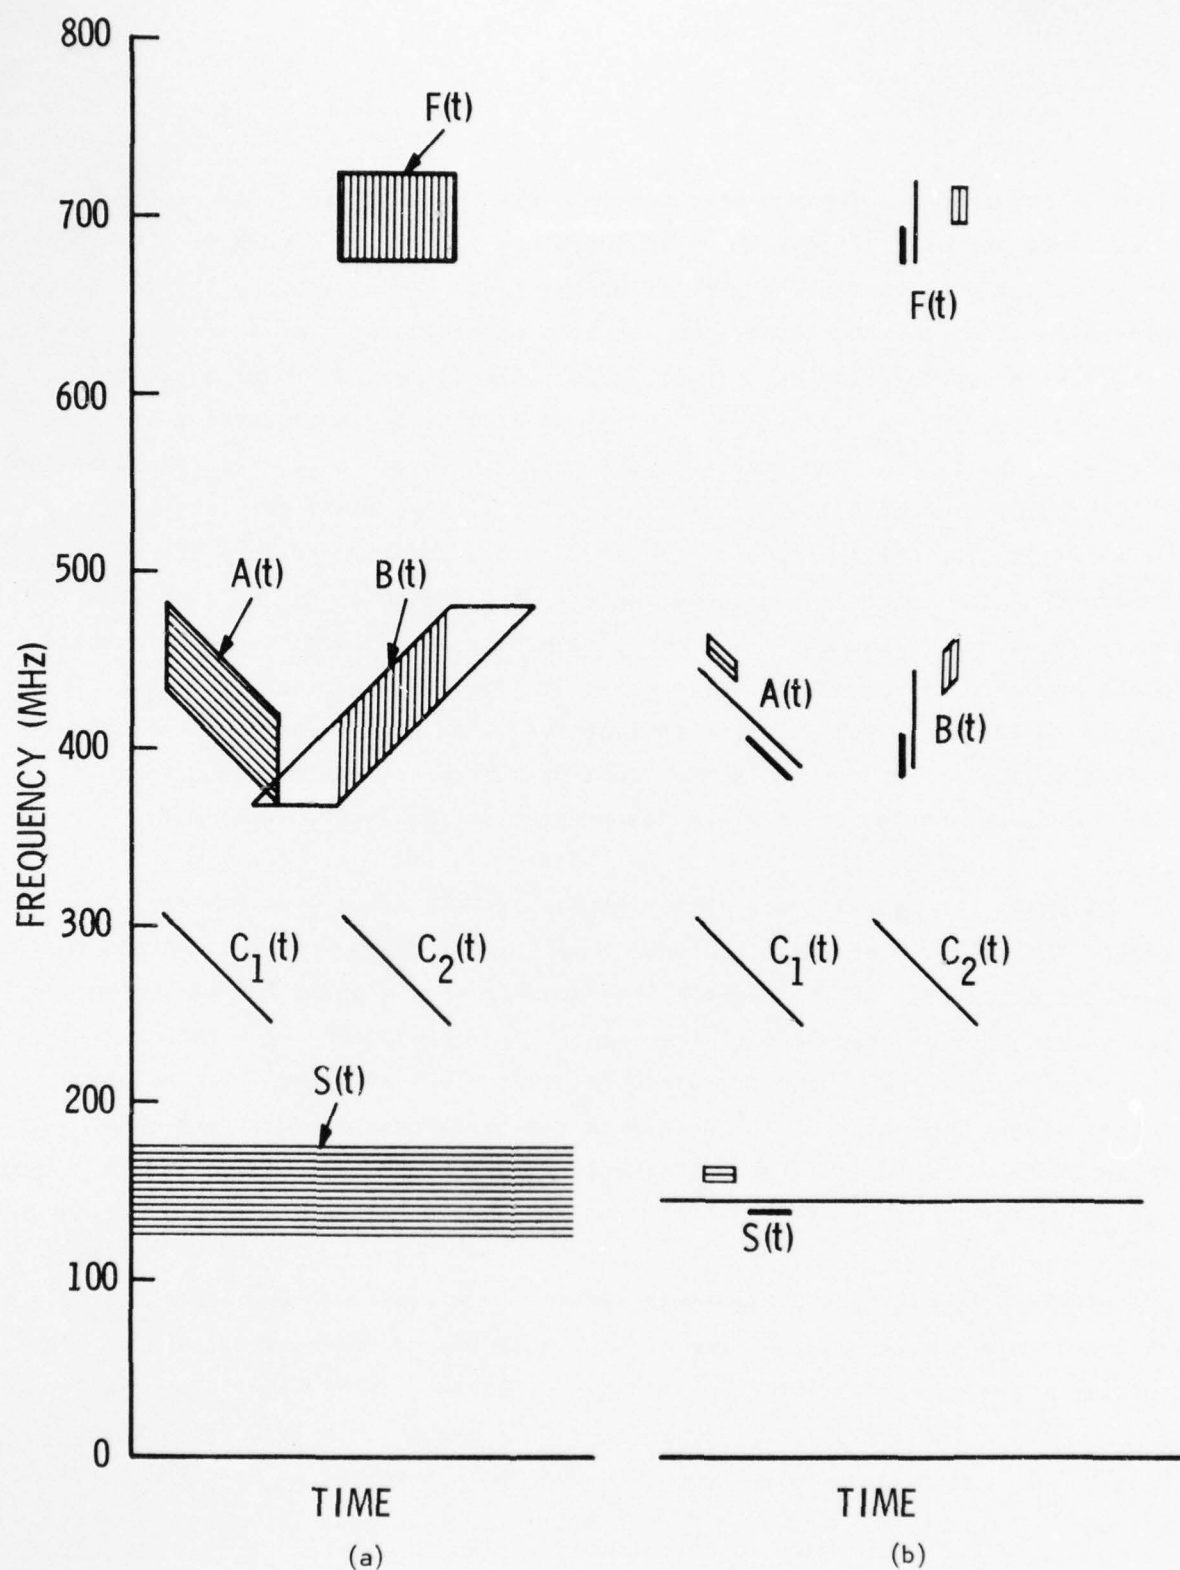 800
F(t)
700
F(t)
600
500
A(t)
B(t)
A(t)
B(t)
400
FREQUENCY (MHz)
300
C1(t)
C2(t)
C1(t)
C2(t)
200
S(t)
S(t)
100
0
TIME
TIME
(a)
(b)